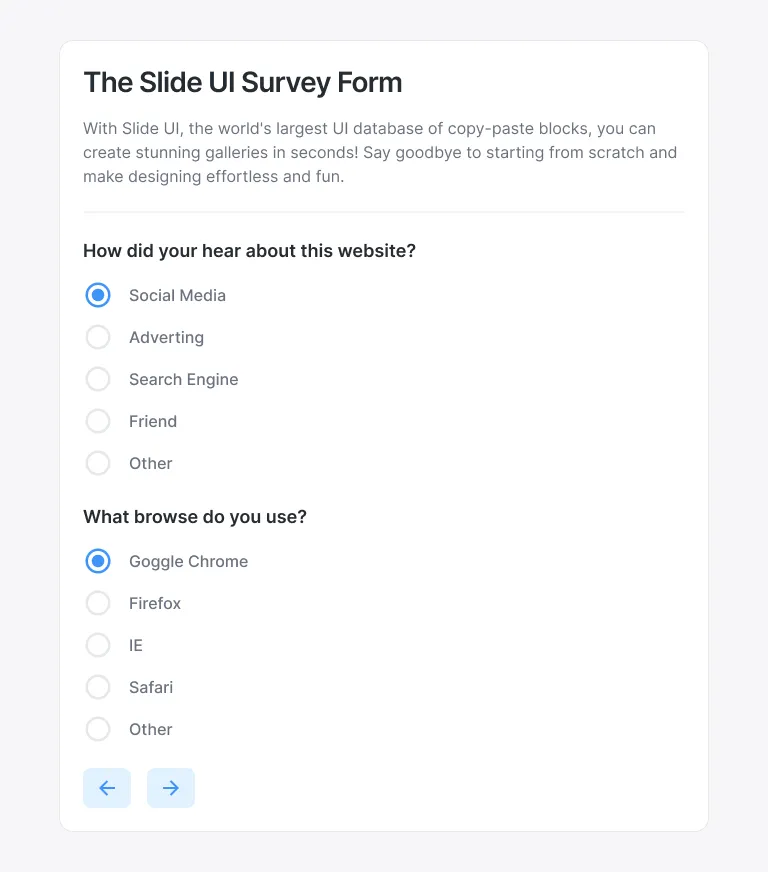 The Slide UI Survey Form
With Slide UI, the world's largest UI database of copy-paste blocks, you can
create stunning galleries in seconds! Say goodbye to starting from scratch and
make designing effortless and fun.
How did your hear about this website?
Social Media
Adverting
Search Engine
Friend
Other
What browse do you use?
Goggle Chrome
Firefox
IE
Safari
Other